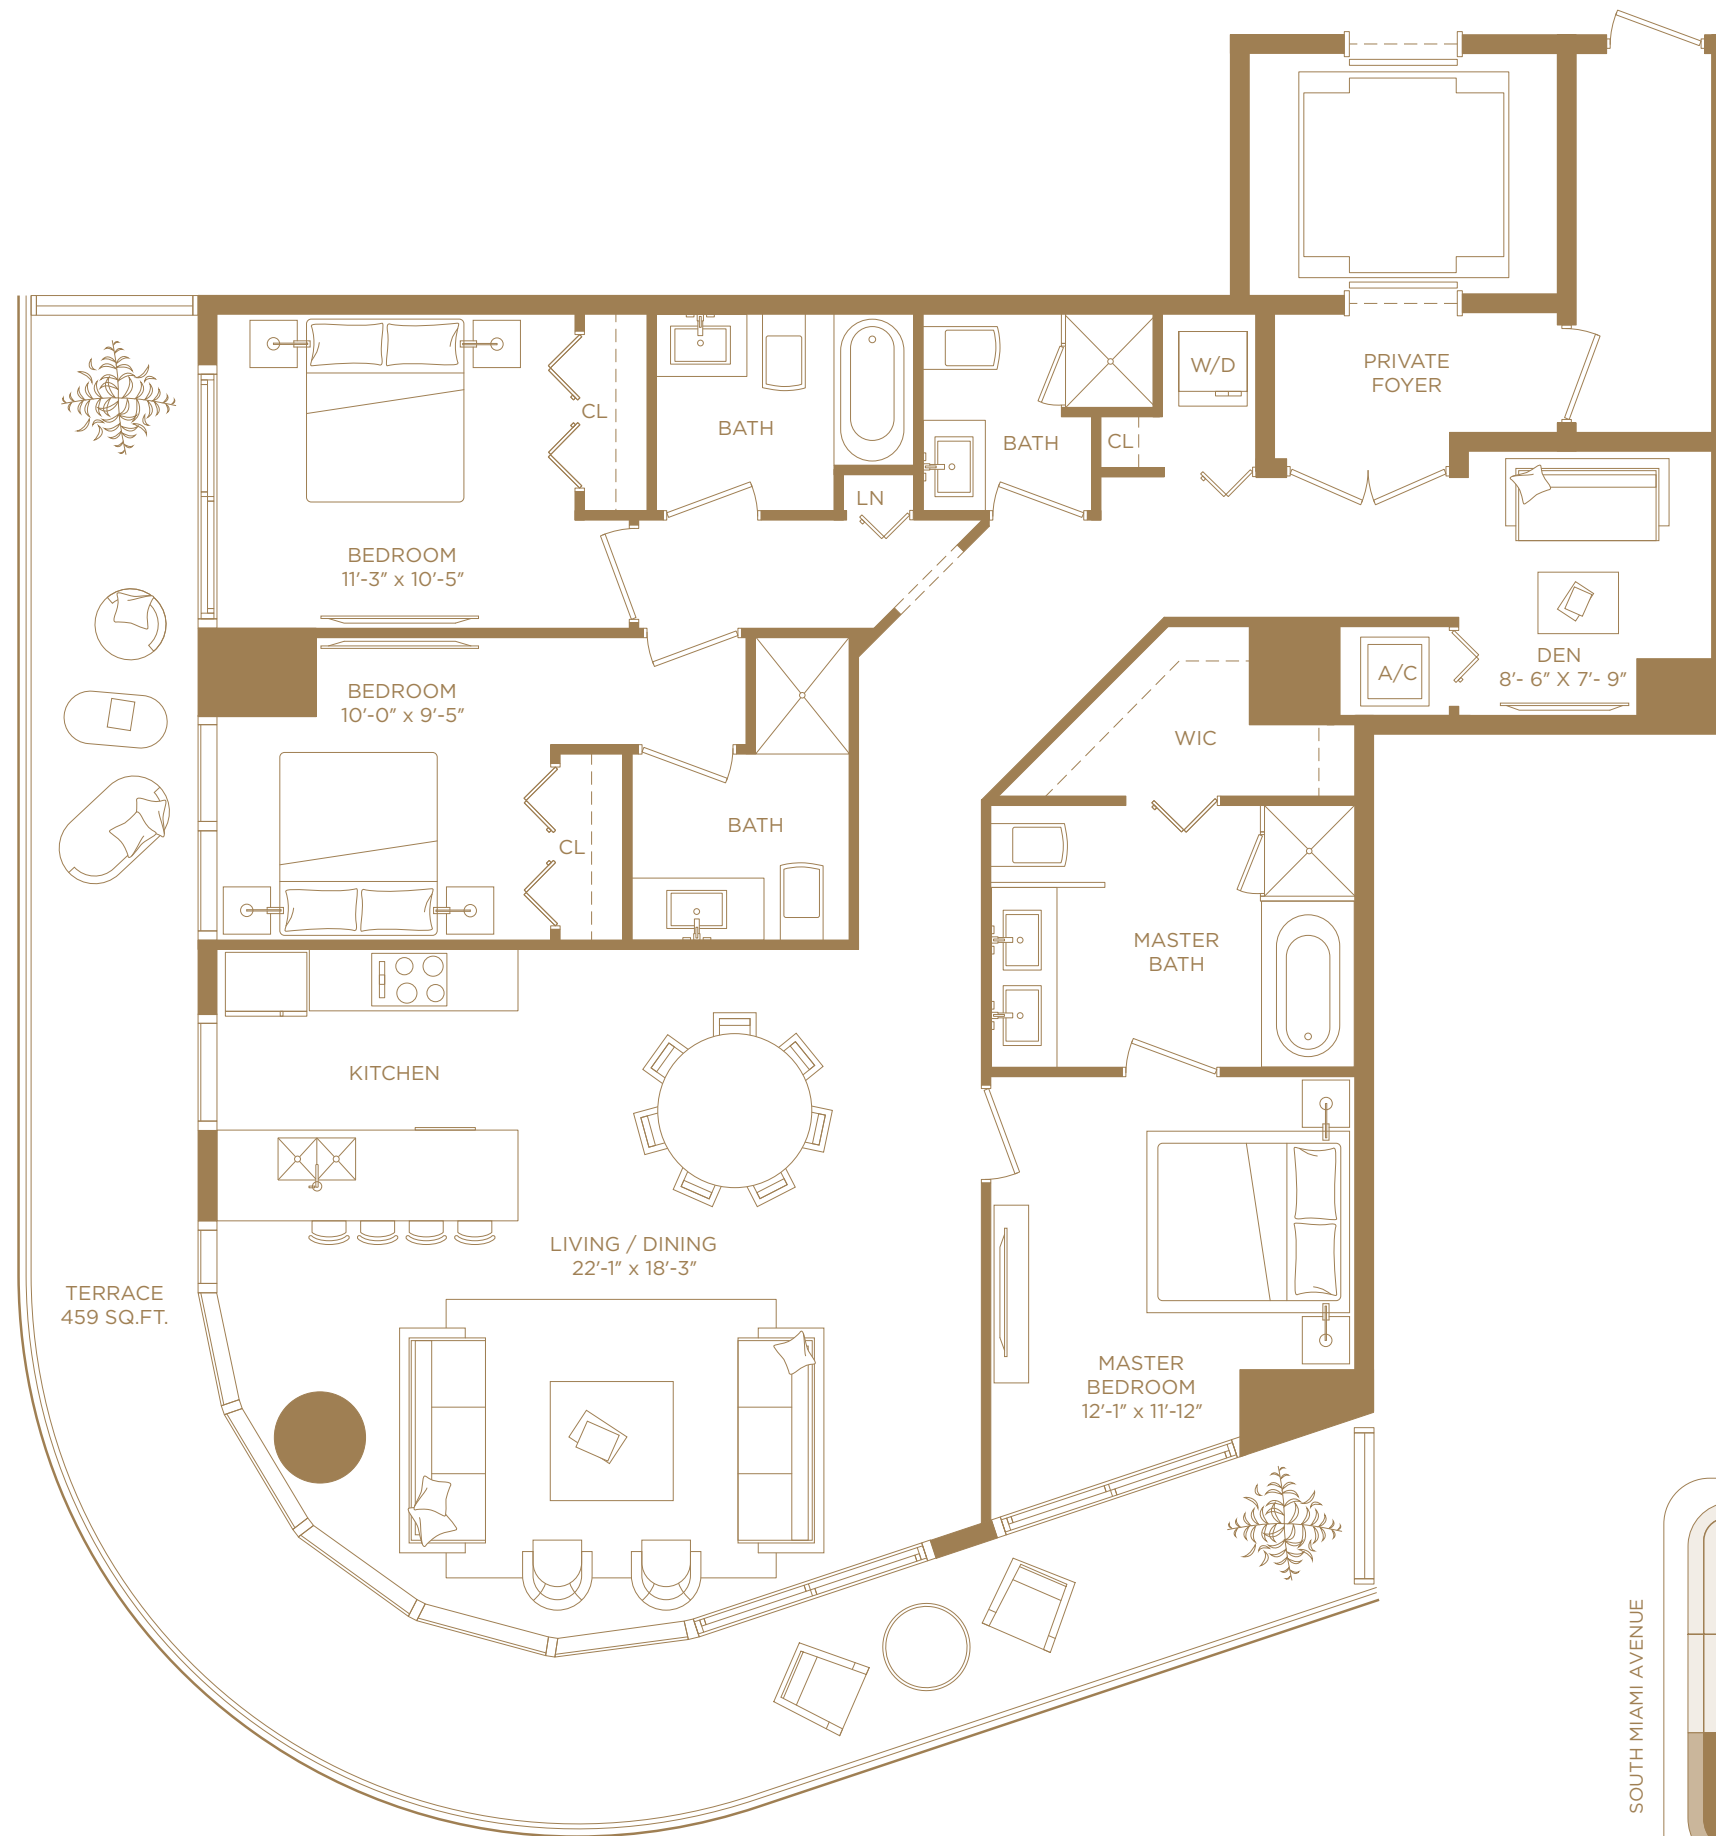 PRIVATE
FOYER
W/D
CL
BATH
BATH
CL
LN
BEDROOM
11'-3" x 10'-5"
DEN
8'- 6" X 7'- 9"
A/C
BEDROOM
10'-0" x 9'-5"
WIC
BATH
CL
MASTER
BATH
KITCHEN
LIVING / DINING
22'-1" x 18'-3"
TERRACE
459 SQ.FT.
MASTER
BEDROOM
12'-1" x 11'-12"
SOUTH MIAMI AVENUE